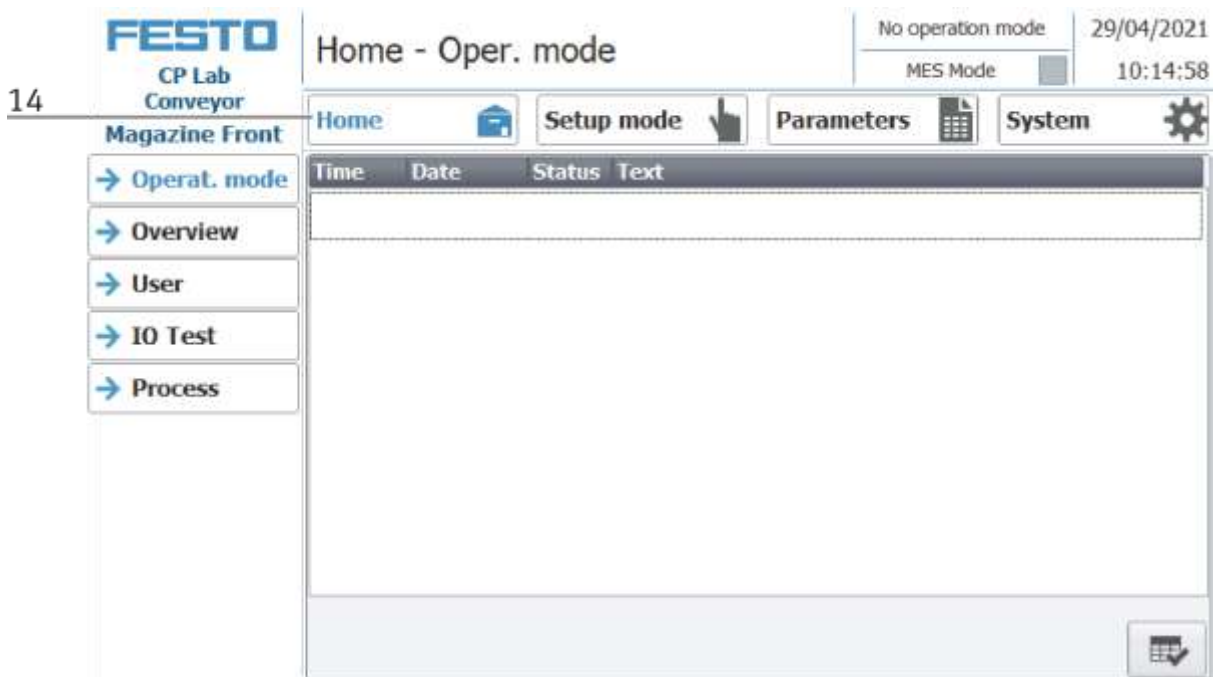 FESTO
CP Lab
Conveyor
Magazine Front
Home - Oper. mode
No operation mode
MES Mode
29/04/2021
10:14:58
14
Home
Setup mode
Parameters
System
Operat. mode
Overview
User
IO Test
Process
Time Date Status Text